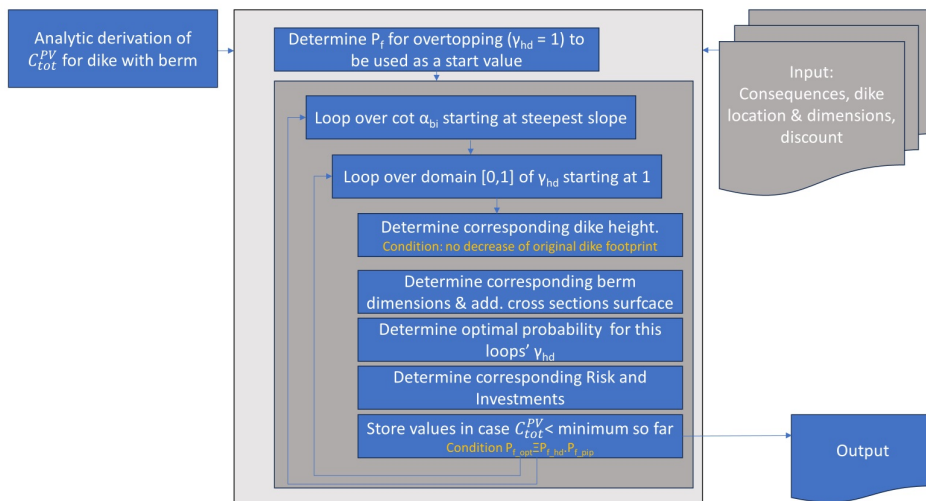 Analytic derivation of
C_tot^PV for dike with berm
Determine P_f for overtopping (γ_hd = 1) to
be used as a start value
Input:
Consequences, dike
location & dimensions,
discount
Loop over cot α_bi starting at steepest slope
Loop over domain [0,1] of γ_hd starting at 1
Determine corresponding dike height.
Condition: no decrease of original dike footprint
Determine corresponding berm
dimensions & add. cross sections surfcace
Determine optimal probability for this
loops' γ_hd
Determine corresponding Risk and
Investments
Store values in case C_tot^PV < minimum so far
Condition P_f_opt Ξ P_f_hd.P_f_pip
Output